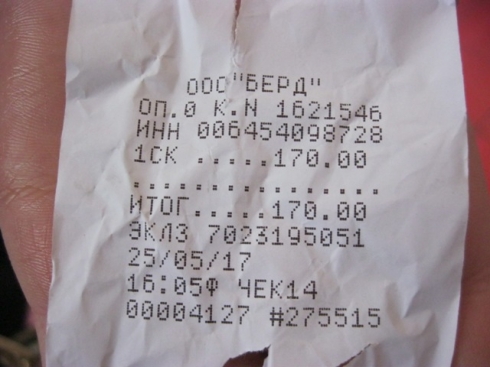 ООО"БЕРД"
ОП.0 К.N 1621546
ИНН 006454098728
1СК .....170.00
................
ИТОГ.....170.00
ЭКЛЗ 7023195051
25/05/17
16:05Ф ЧЕК14
00004127 #275515